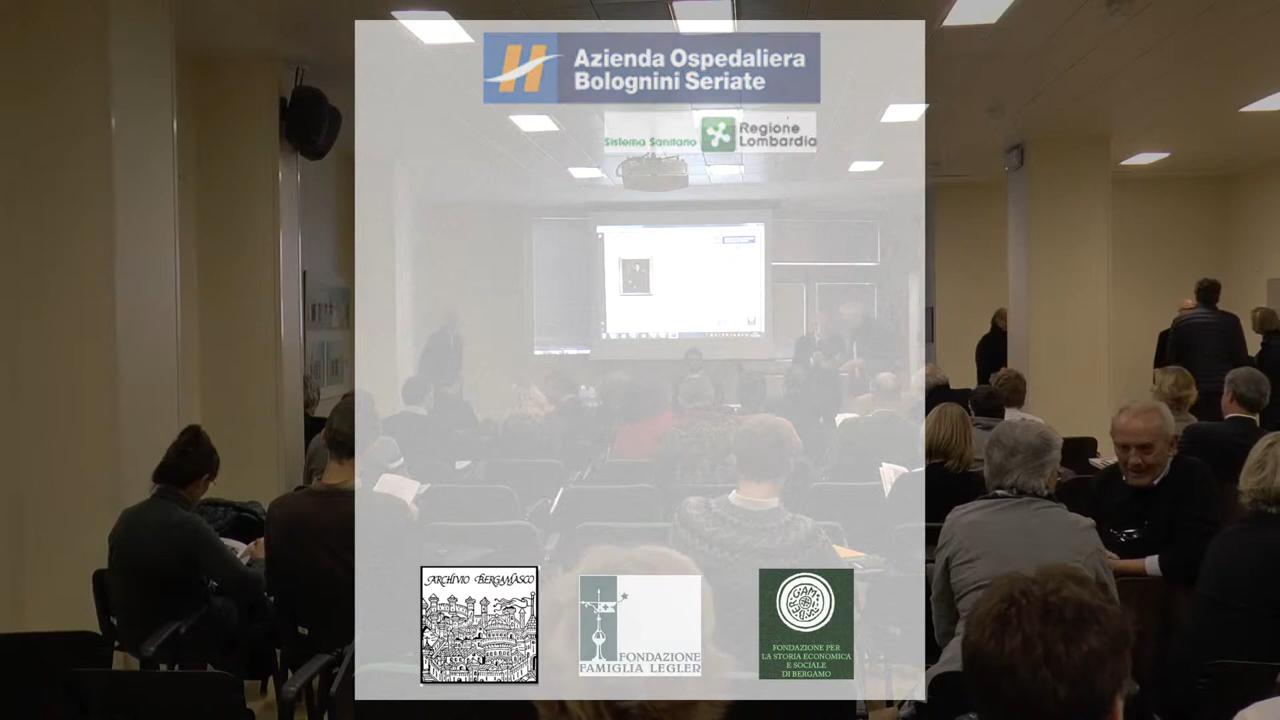 Azienda Ospedaliera
Bolognini Seriate
Sistema Sanitario
Regione
Lombardia
ARCHIVIO BERGAMASCO
FONDAZIONE
FAMIGLIA LEGLER
BERGAMI
FONDAZIONE PER
LA STORIA ECONOMICA
E SOCIALE
DI BERGAMO